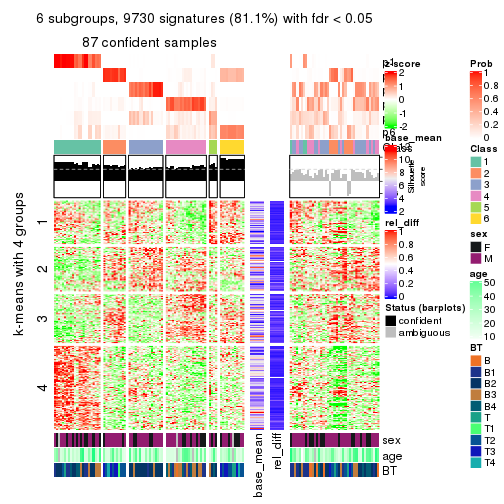 6 subgroups, 9730 signatures (81.1%) with fdr < 0.05
87 confident samples
p1
z-score
2
1
0
-1
-2
base_mean
12
10
8
6
4
2
Silhouette
score
rel_diff
1
0.8
0.6
0.4
0.2
0
Status (barplots)
confident
ambiguous
Prob
1
0.8
0.6
0.4
0.2
0
Class
1
2
3
4
5
6
sex
F
M
age
50
40
30
20
10
BT
B
B1
B2
B3
B4
T
T1
T2
T3
T4
k-means with 4 groups
1
2
3
4
sex
age
BT
base_mean
rel_diff